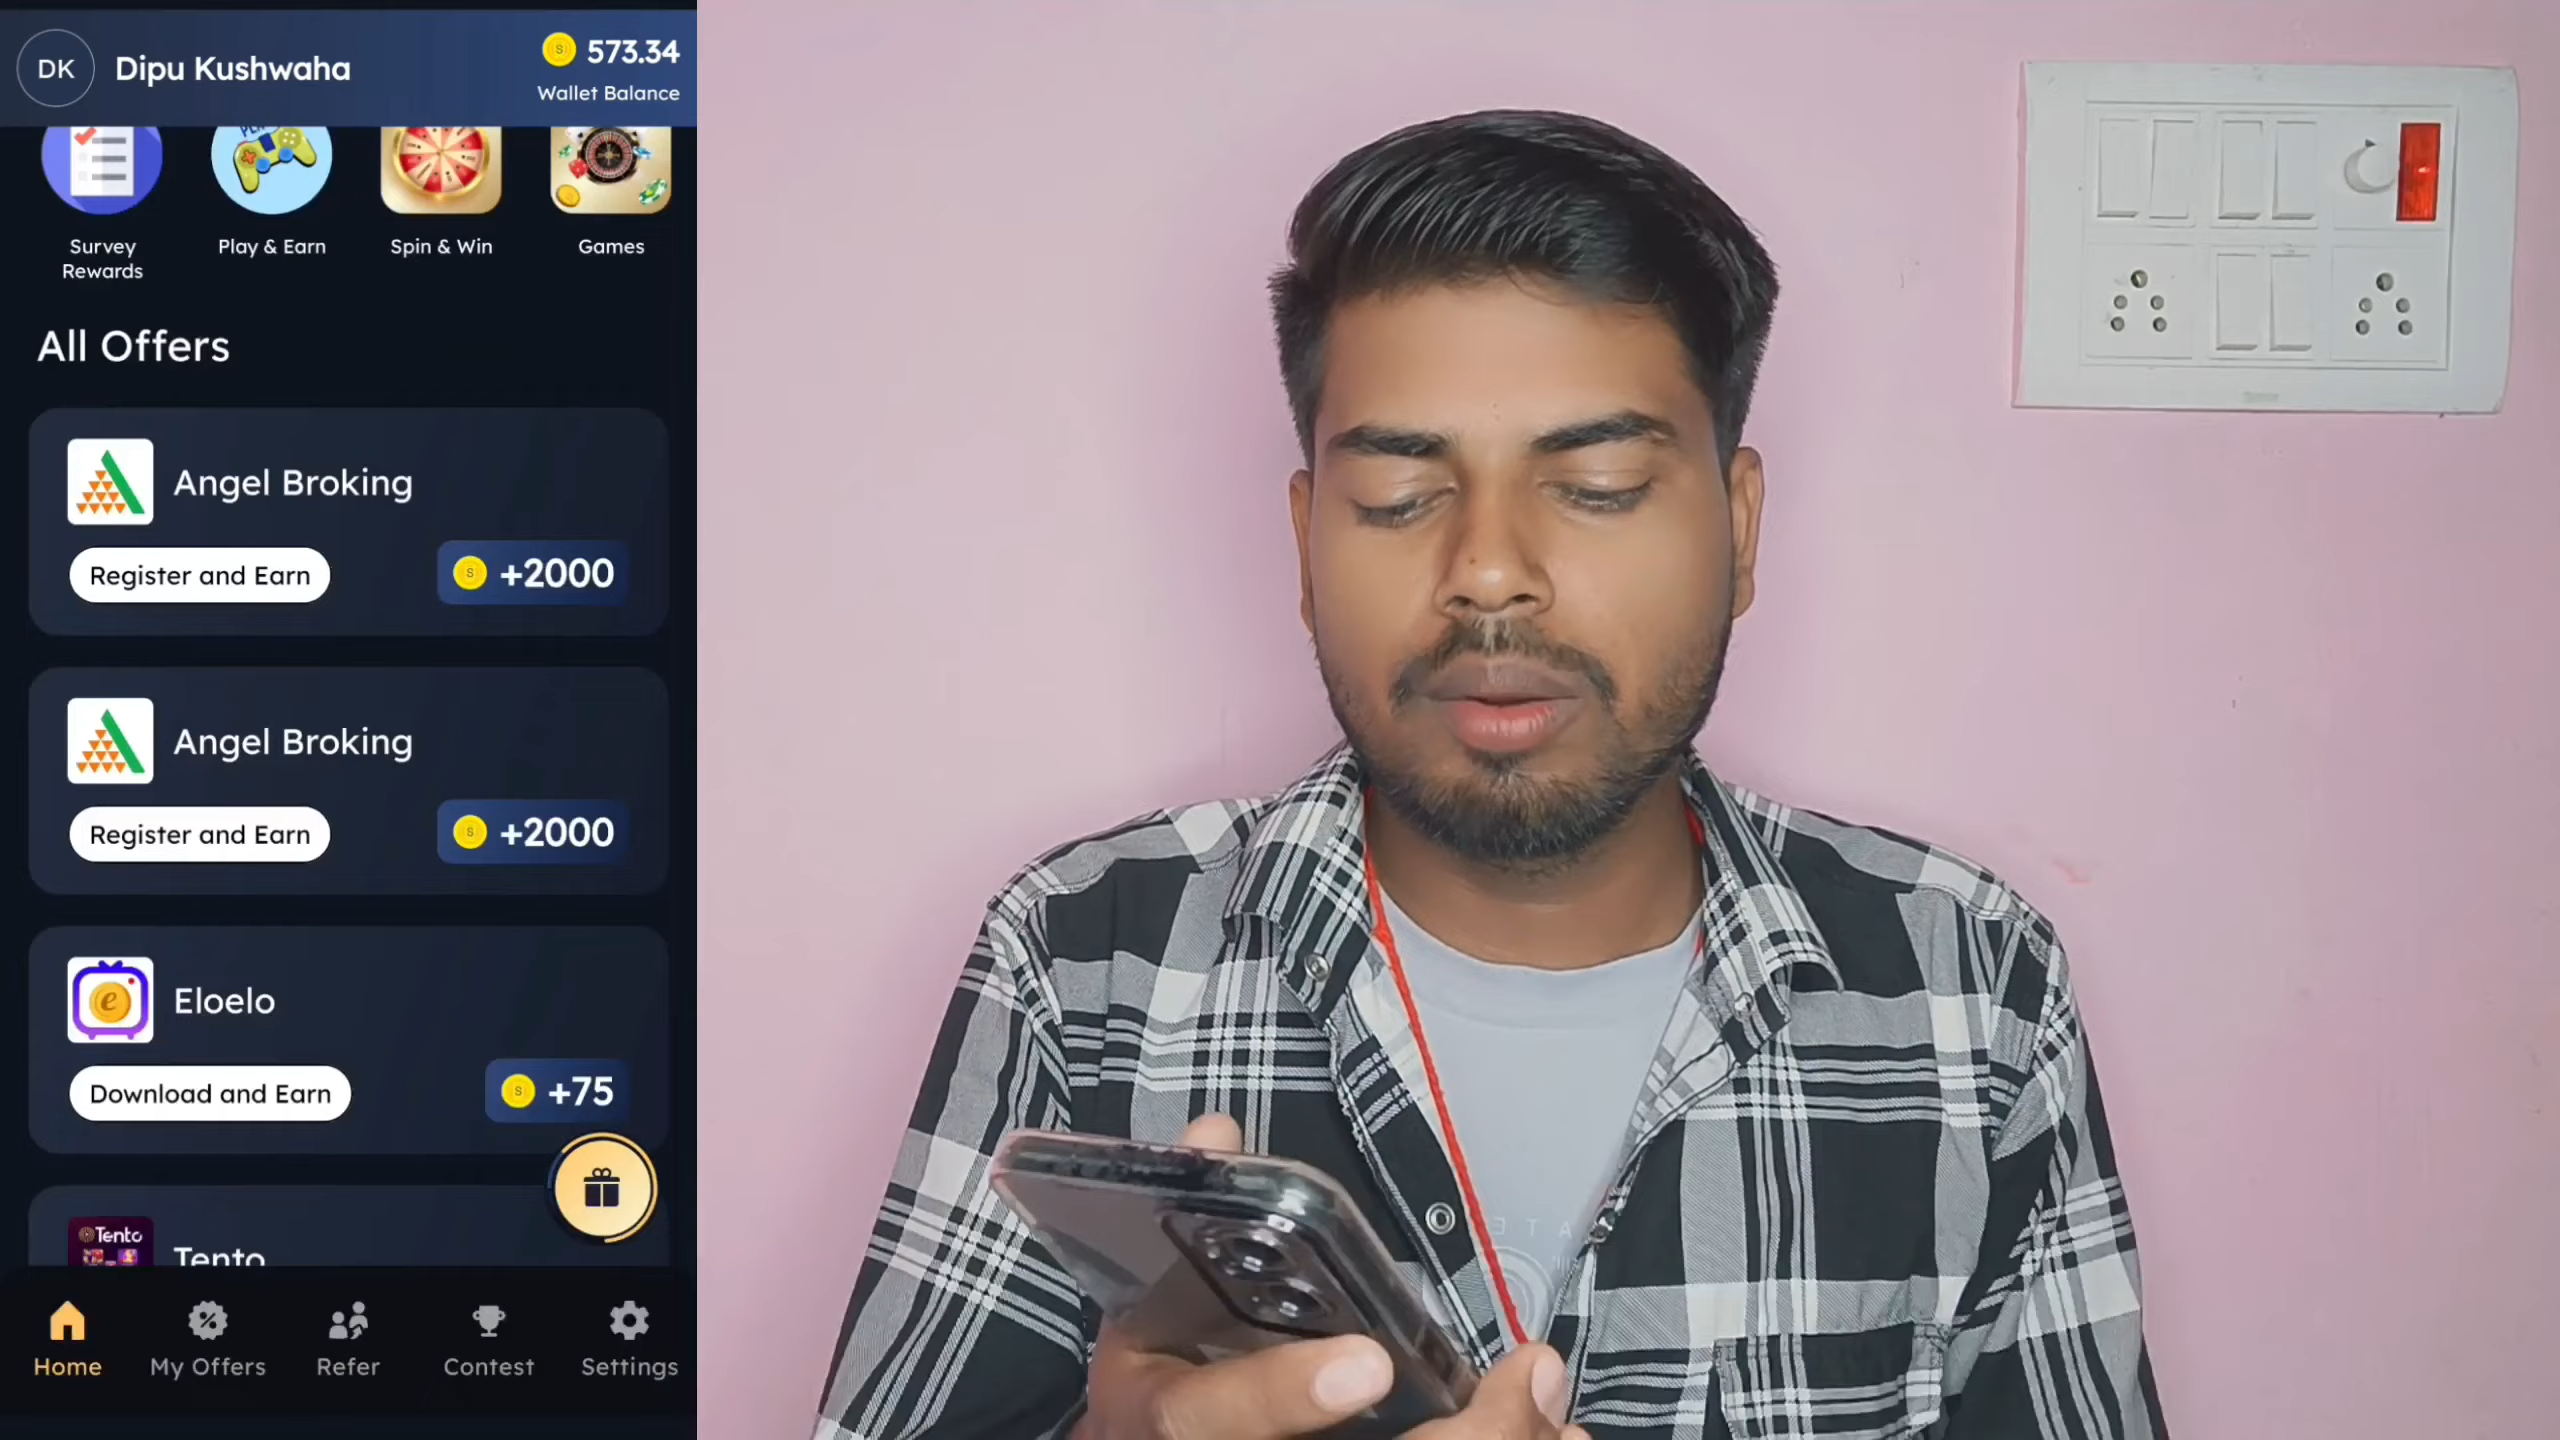 DK
Dipu Kushwaha
573.34
Wallet Balance
Survey
Rewards
Play & Earn
Spin & Win
Games
All Offers
Angel Broking
Register and Earn
+2000
Angel Broking
Register and Earn
+2000
Eloelo
Download and Earn
+75
Tento
Tento
Home
My Offers
Refer
Contest
Settings